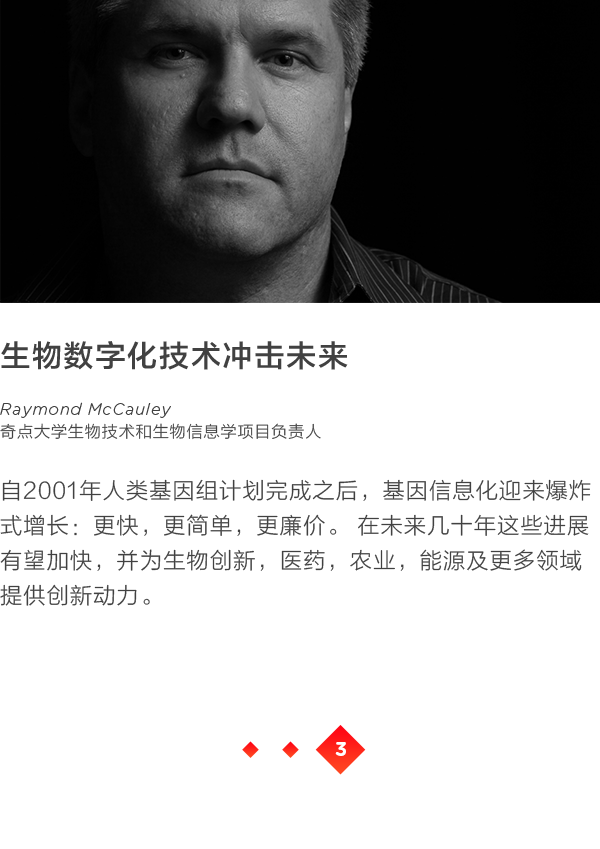 生物数字化技术冲击未来
Raymond McCauley
奇点大学生物技术和生物信息学项目负责人
自2001年人类基因组计划完成之后，基因信息化迎来爆炸
式增长：更快，更简单，更廉价。 在未来几十年这些进展
有望加快，并为生物创新，医药，农业，能源及更多领域
提供创新动力。
3